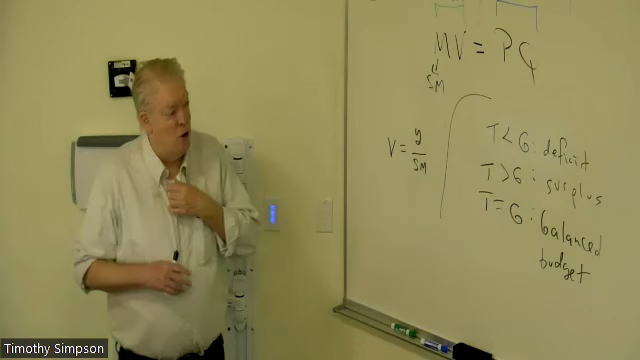 MV = PQ
SM
V = y/SM
T < G : deficit
T > G : surplus
T = G : balanced
budget
Timothy Simpson